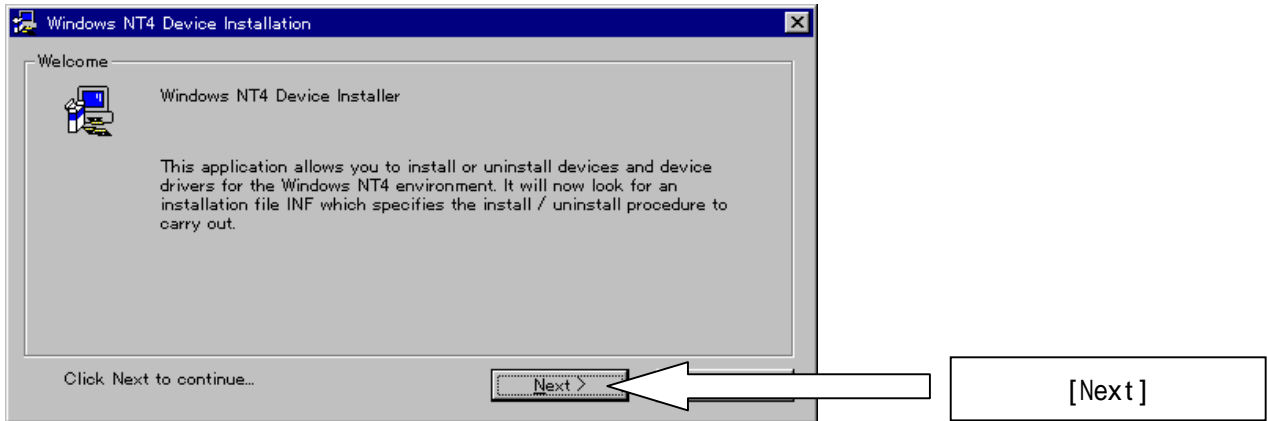 Windows NT4 Device Installation
Welcome
Windows NT4 Device Installer
This application allows you to install or uninstall devices and device
drivers for the Windows NT4 environment. It will now look for an
installation file INF which specifies the install / uninstall procedure to
carry out.
Click Next to continue...
Next >
[Next]